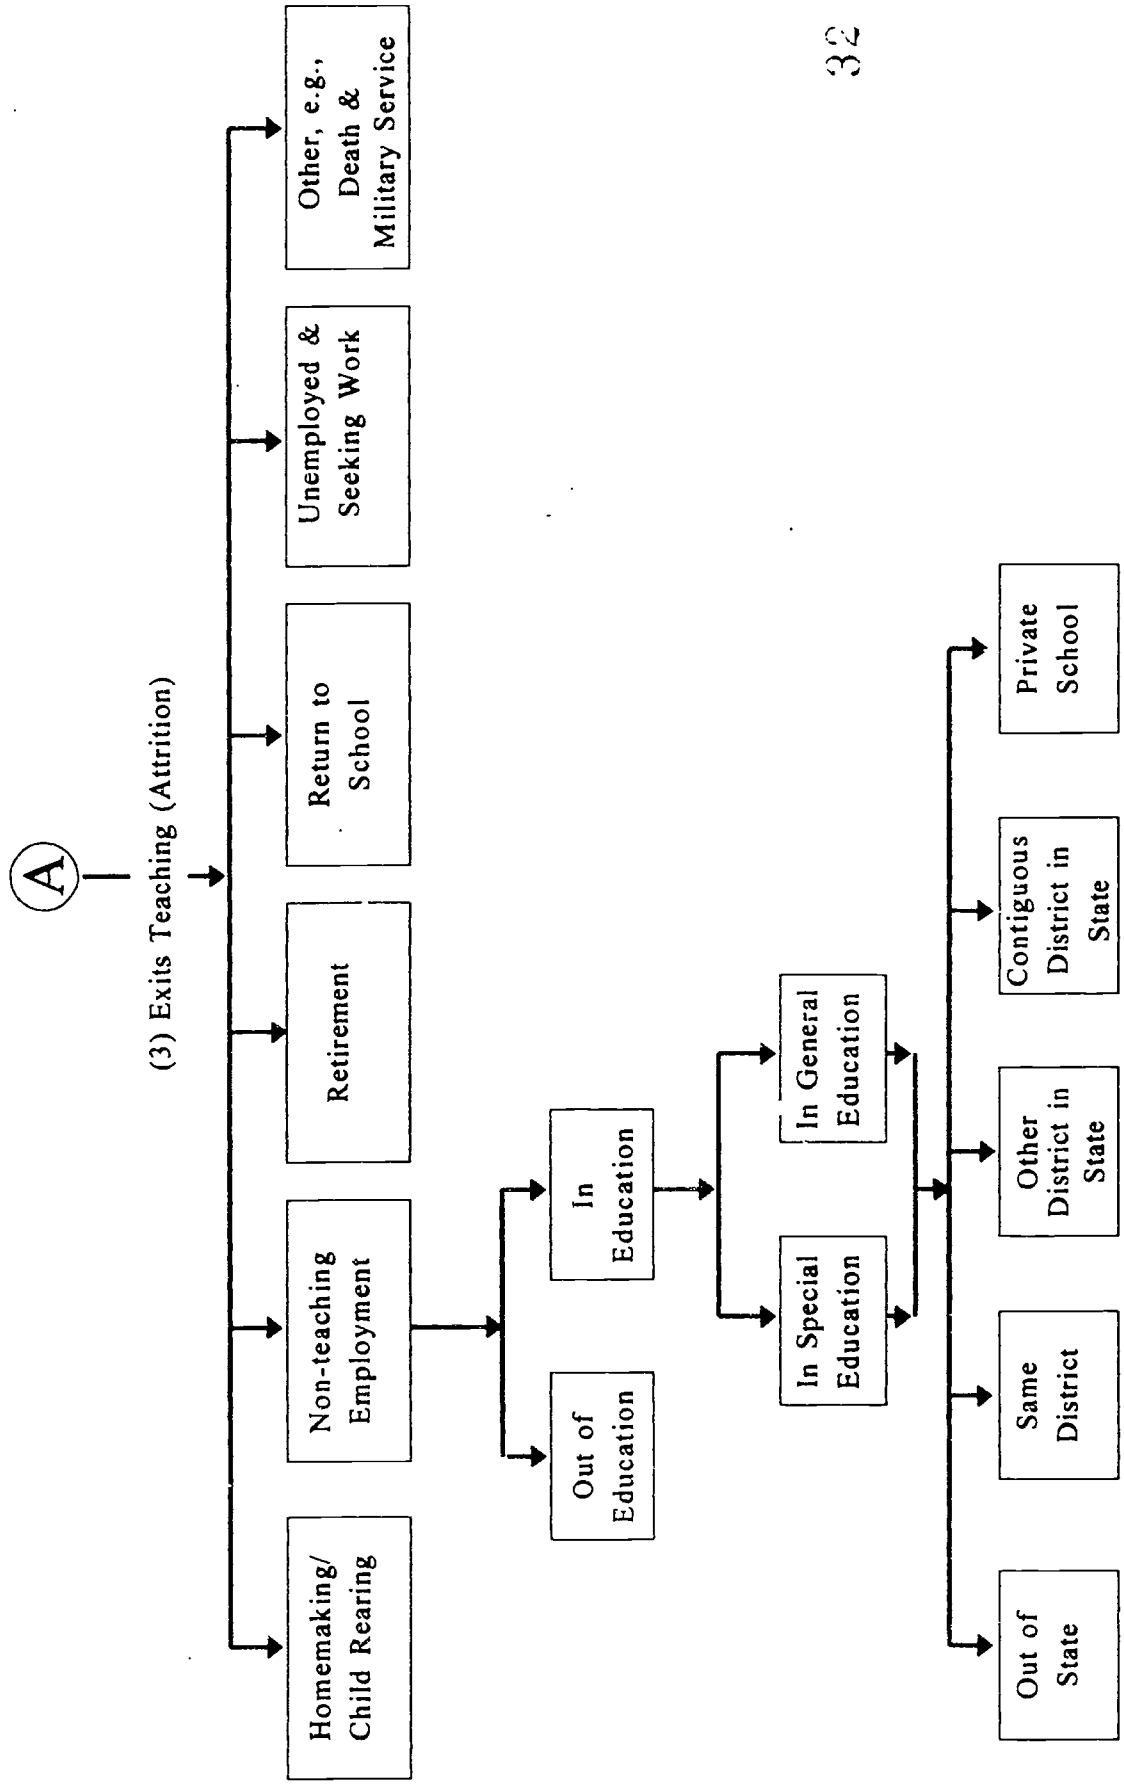 A
(3) Exits Teaching (Attrition)
Homemaking/
Child Rearing
Non-teaching
Employment
Retirement
Return to
School
Unemployed &
Seeking Work
Other, e.g.,
Death &
Military Service
Out of
Education
In
Education
In Special
Education
In General
Education
Out of
State
Same
District
Other
District in
State
Contiguous
District in
State
Private
School
32